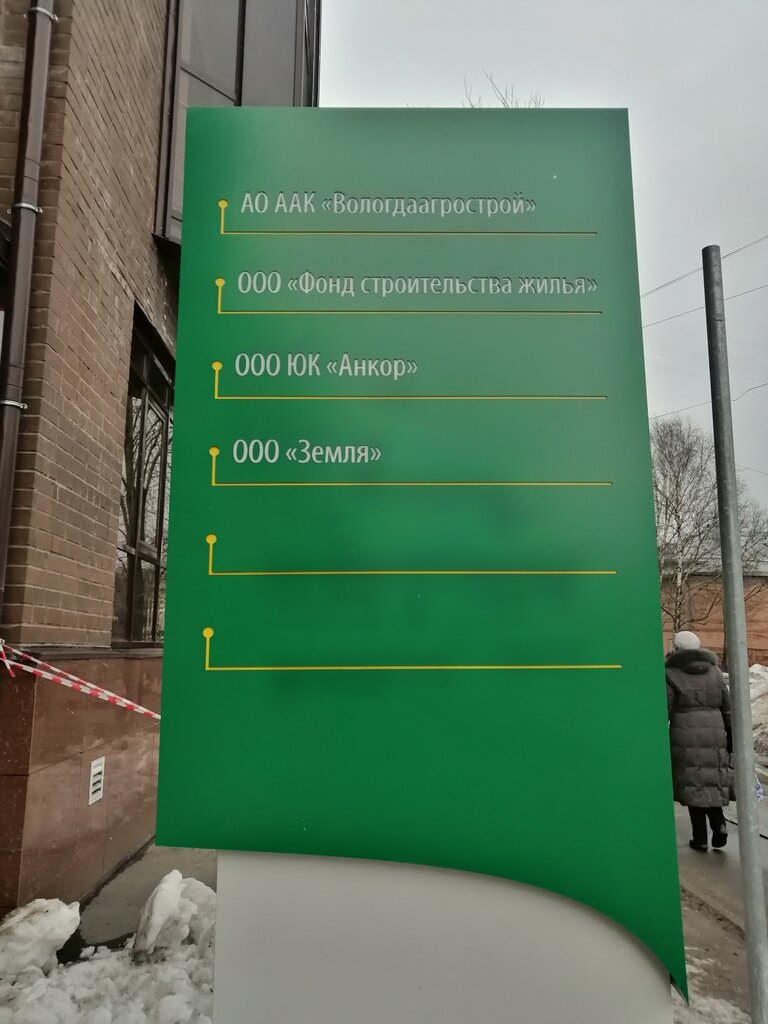 АО ААК «Вологдаагрострой»
ООО «Фонд строительства жилья»
ООО ЮК «Анкор»
ООО «Земля»